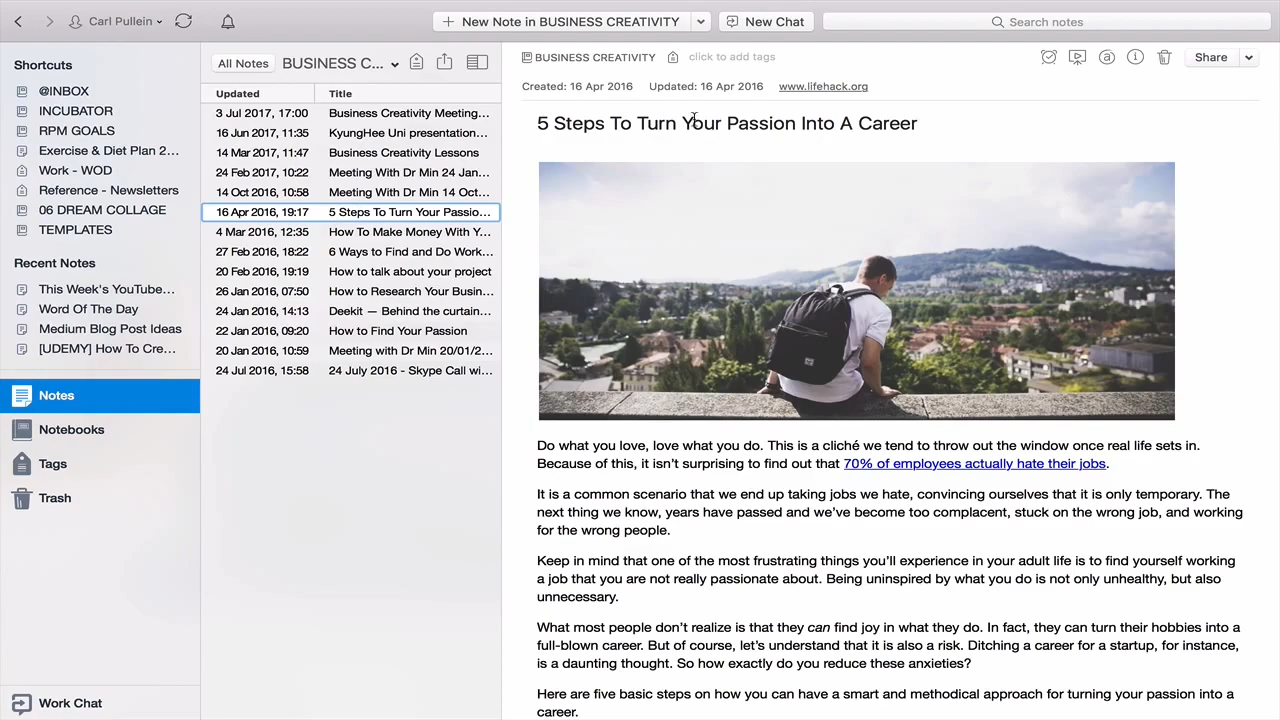 Carl Pullein
New Note in BUSINESS CREATIVITY
New Chat
Search notes
Shortcuts
@INBOX
INCUBATOR
RPM GOALS
Exercise & Diet Plan 2...
Work - WOD
Reference - Newsletters
06 DREAM COLLAGE
TEMPLATES
Recent Notes
This Week's YouTube...
Word Of The Day
Medium Blog Post Ideas
[UDEMY] How To Cre...
Notes
Notebooks
Tags
Trash
Work Chat
All Notes BUSINESS C...
Updated Title
3 Jul 2017, 17:00 Business Creativity Meeting...
16 Jun 2017, 11:35 KyungHee Uni presentation...
14 Mar 2017, 11:47 Business Creativity Lessons
24 Feb 2017, 10:22 Meeting With Dr Min 24 Jan...
14 Oct 2016, 10:58 Meeting With Dr Min 14 Oct...
16 Apr 2016, 19:17 5 Steps To Turn Your Passio...
4 Mar 2016, 12:35 How To Make Money With Y...
27 Feb 2016, 18:22 6 Ways to Find and Do Work...
20 Feb 2016, 19:19 How to talk about your project
26 Jan 2016, 07:50 How to Research Your Busin...
24 Jan 2016, 14:13 Deekit — Behind the curtain...
22 Jan 2016, 09:20 How to Find Your Passion
20 Jan 2016, 10:59 Meeting with Dr Min 20/01/2...
24 Jul 2016, 15:58 24 July 2016 - Skype Call wi...
BUSINESS CREATIVITY click to add tags
Share
Created: 16 Apr 2016 Updated: 16 Apr 2016 www.lifehack.org
5 Steps To Turn Your Passion Into A Career
Do what you love, love what you do. This is a cliché we tend to throw out the window once real life sets in.
Because of this, it isn't surprising to find out that 70% of employees actually hate their jobs.
It is a common scenario that we end up taking jobs we hate, convincing ourselves that it is only temporary. The
next thing we know, years have passed and we've become too complacent, stuck on the wrong job, and working
for the wrong people.
Keep in mind that one of the most frustrating things you'll experience in your adult life is to find yourself working
a job that you are not really passionate about. Being uninspired by what you do is not only unhealthy, but also
unnecessary.
What most people don't realize is that they can find joy in what they do. In fact, they can turn their hobbies into a
full-blown career. But of course, let's understand that it is also a risk. Ditching a career for a startup, for instance,
is a daunting thought. So how exactly do you reduce these anxieties?
Here are five basic steps on how you can have a smart and methodical approach for turning your passion into a
career.